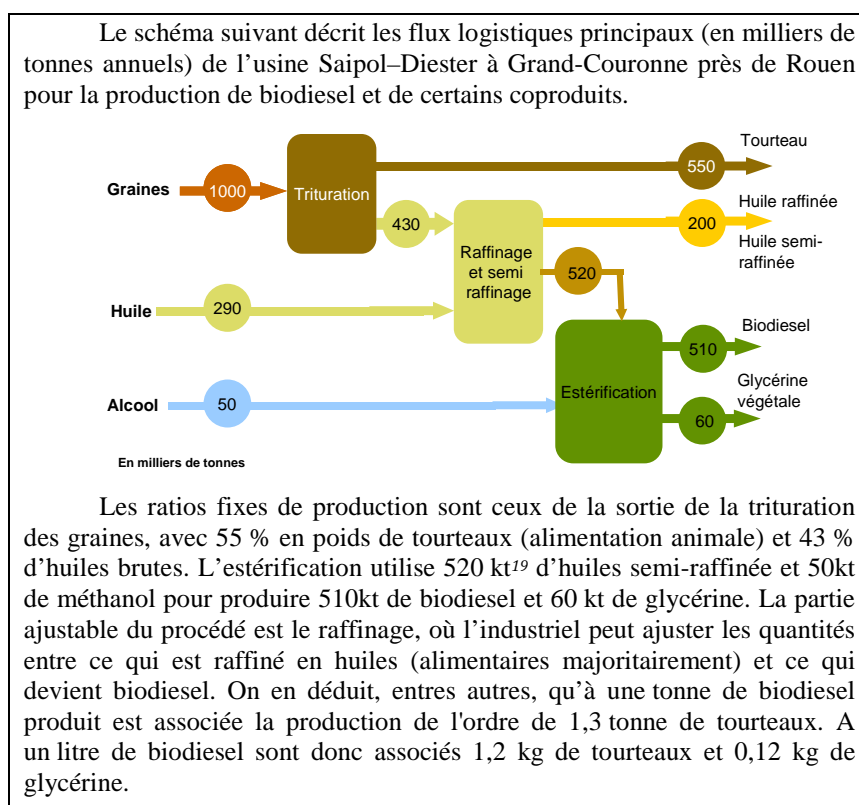 Le schéma suivant décrit les flux logistiques principaux (en milliers de
tonnes annuels) de l'usine Saipol–Diester à Grand-Couronne près de Rouen
pour la production de biodiesel et de certains coproduits.
Tourteau
550
Graines
1000
Trituration
Huile raffinée
430
200
Raffinage
et semi
raffinage
Huile semi-
raffinée
520
Huile
290
Biodiesel
510
Estérification
Glycérine
végétale
Alcool
50
60
En milliers de tonnes
Les ratios fixes de production sont ceux de la sortie de la trituration
des graines, avec 55 % en poids de tourteaux (alimentation animale) et 43 %
d'huiles brutes. L'estérification utilise 520 kt19 d'huiles semi-raffinée et 50kt
de méthanol pour produire 510kt de biodiesel et 60 kt de glycérine. La partie
ajustable du procédé est le raffinage, où l'industriel peut ajuster les quantités
entre ce qui est raffiné en huiles (alimentaires majoritairement) et ce qui
devient biodiesel. On en déduit, entres autres, qu'à une tonne de biodiesel
produit est associée la production de l'ordre de 1,3 tonne de tourteaux. A
un litre de biodiesel sont donc associés 1,2 kg de tourteaux et 0,12 kg de
glycérine.